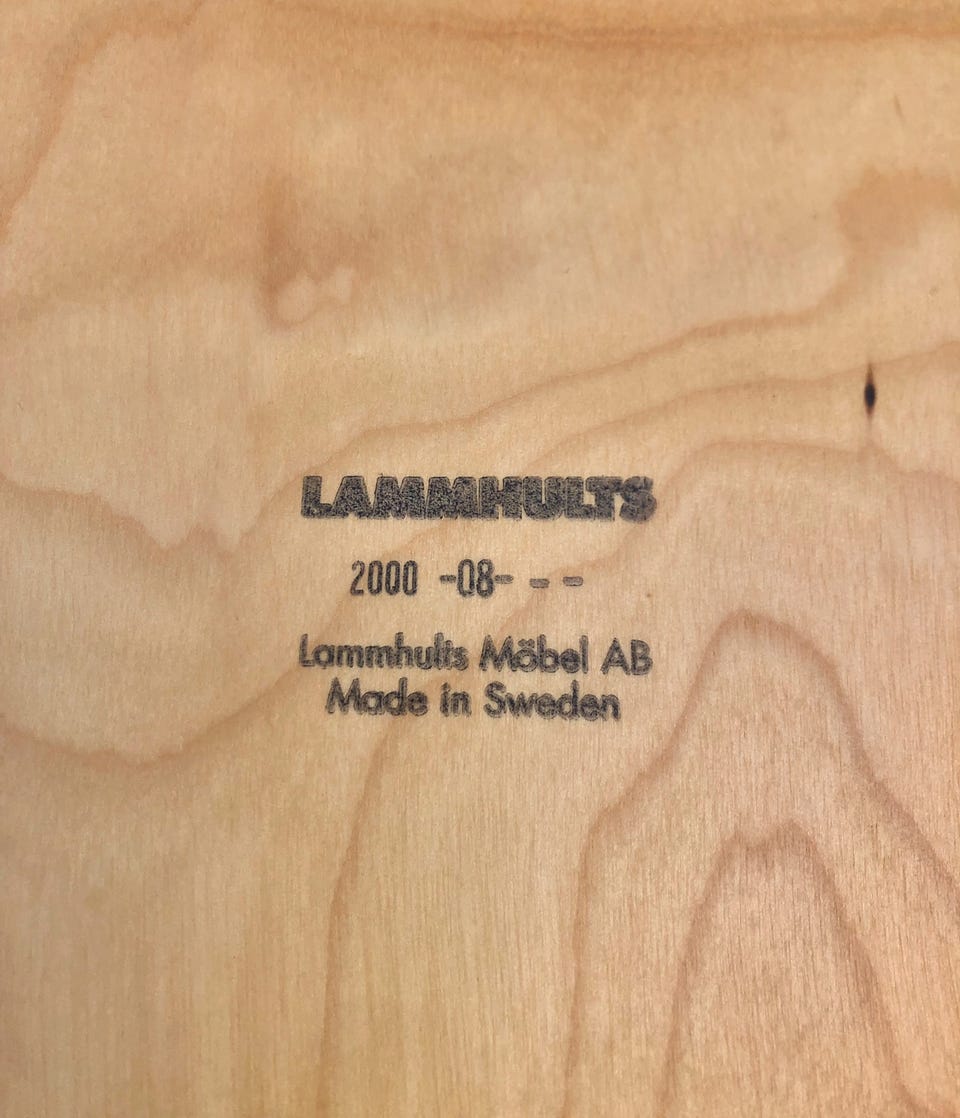 LAMMHULTS
2000 -08- - -
Lammhults Möbel AB
Made in Sweden